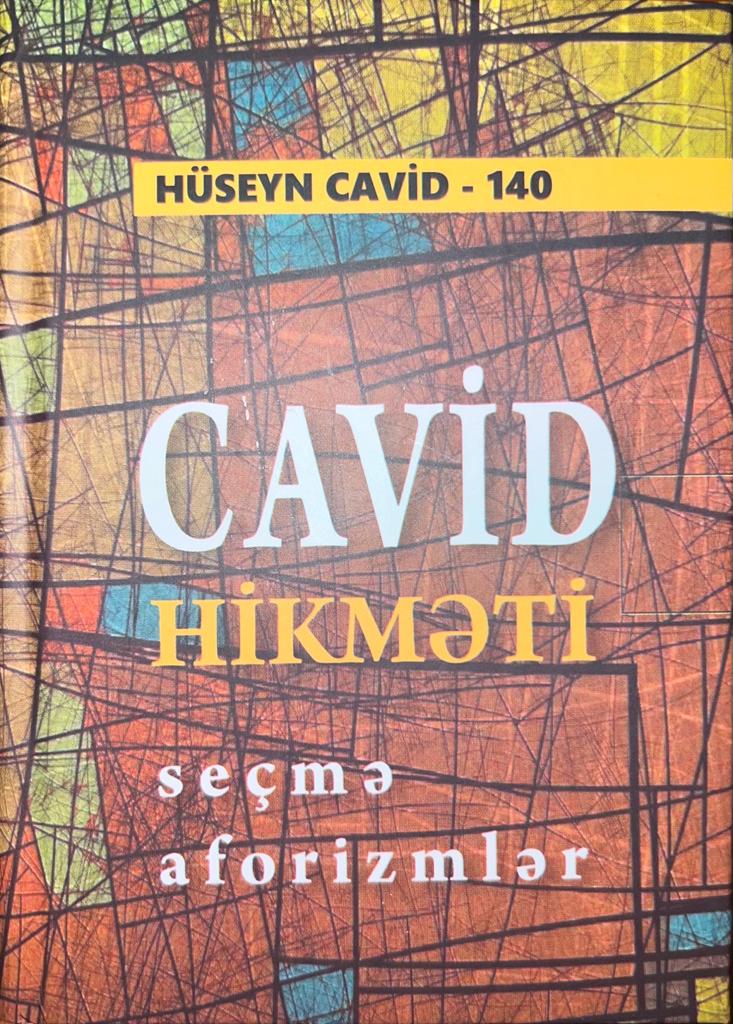 HÜSEYN CAVİD - 140
CAVİD
HİKMƏTİ
seçmə
aforizmlər